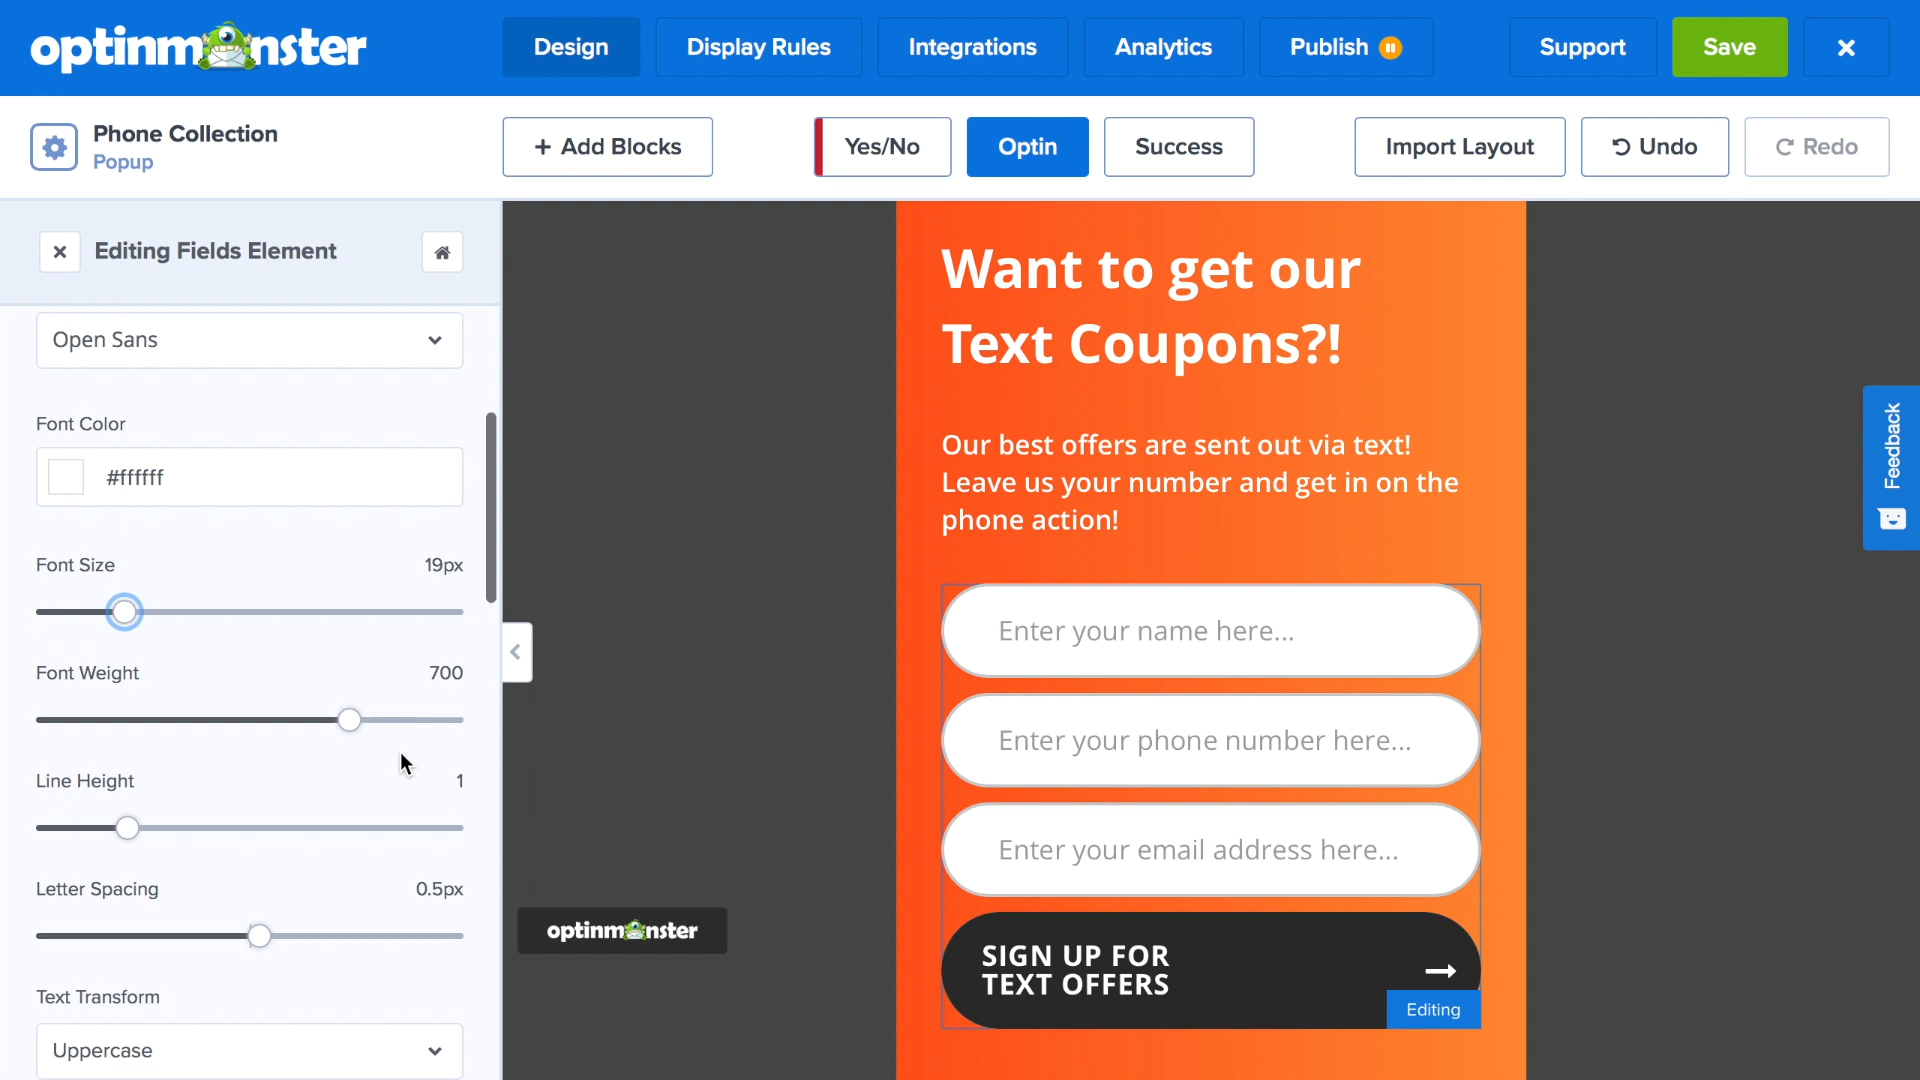 optinmonster
Design
Display Rules
Integrations
Analytics
Publish
Support
Save
Phone Collection
Popup
+ Add Blocks
Yes/No
Optin
Success
Import Layout
Undo
Redo
Editing Fields Element
Open Sans
Font Color
#ffffff
Font Size 19px
Font Weight 700
Line Height 1
Letter Spacing 0.5px
Text Transform
Uppercase
Want to get our
Text Coupons?!
Our best offers are sent out via text!
Leave us your number and get in on the
phone action!
Enter your name here...
Enter your phone number here...
Enter your email address here...
SIGN UP FOR
TEXT OFFERS
Editing
optinmonster
Feedback